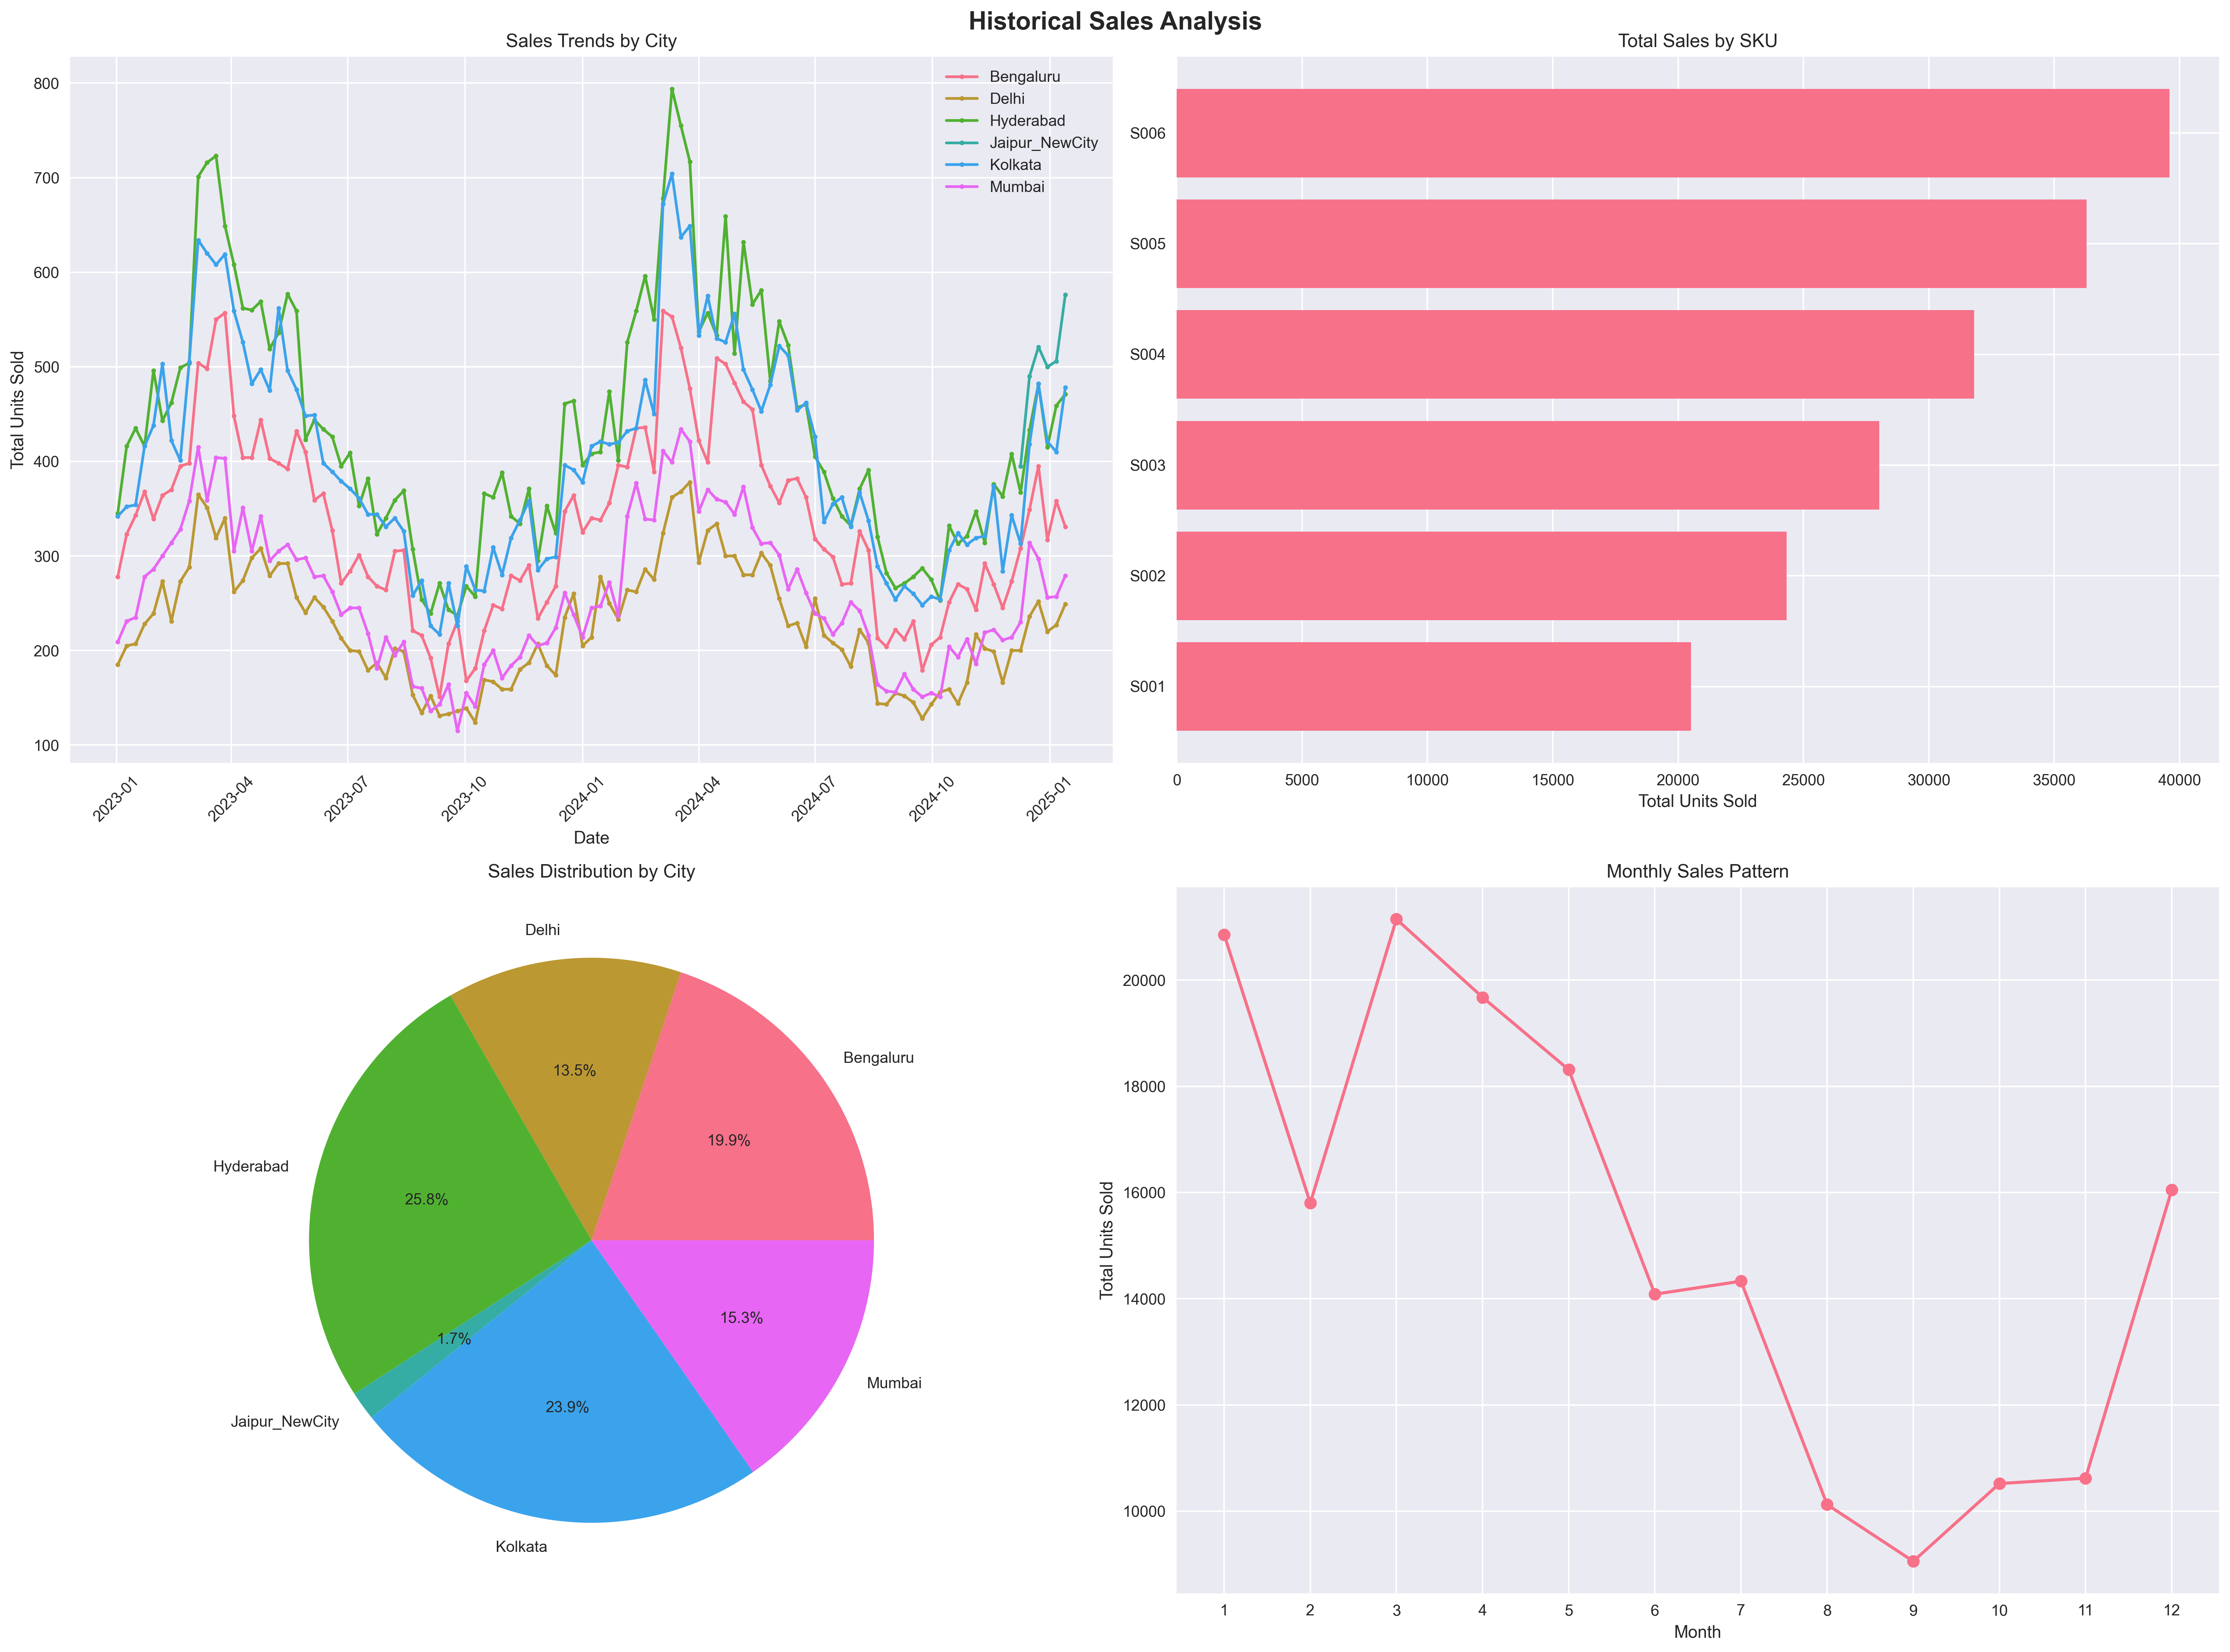 Historical Sales Analysis
Sales Trends by City
Total Units Sold
800
700
600
500
400
300
200
100
Bengaluru
Delhi
Hyderabad
Jaipur_NewCity
Kolkata
Mumbai
2023-01
2023-04
2023-07
2023-10
2024-01
2024-04
2024-07
2024-10
2025-01
Date
Total Sales by SKU
S006
S005
S004
S003
S002
S001
0 5000 10000 15000 20000 25000 30000 35000 40000
Total Units Sold
Sales Distribution by City
Delhi
13.5%
Bengaluru
19.9%
Hyderabad
25.8%
Jaipur_NewCity
1.7%
Kolkata
23.9%
Mumbai
15.3%
Monthly Sales Pattern
Total Units Sold
20000
18000
16000
14000
12000
10000
1 2 3 4 5 6 7 8 9 10 11 12
Month